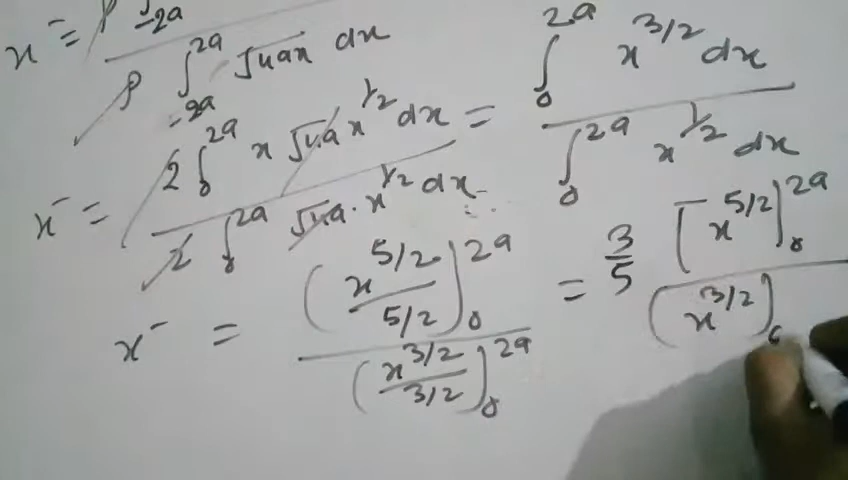 x̄ = ρ ∫_{-2a} / ρ ∫_{-2a}^{2a} √4ax dx
x̄ = 2 ∫_0^{2a} x √4a x^{1/2} dx / 2 ∫_0^{2a} √4a · x^{1/2} dx = ∫_0^{2a} x^{3/2} dx / ∫_0^{2a} x^{1/2} dx
x̄ = (x^{5/2} / 5/2)_0^{2a} / (x^{3/2} / 3/2)_0^{2a} = 3/5 [x^{5/2}]_0^{2a} / (x^{3/2})_0